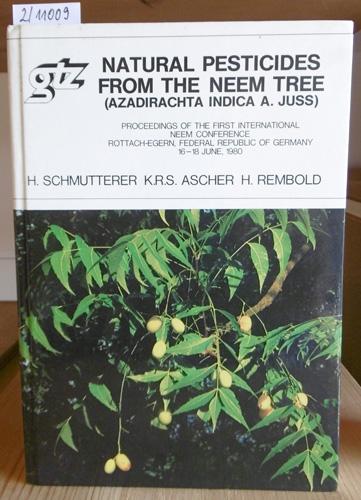 2/11009
gtz
NATURAL PESTICIDES
FROM THE NEEM TREE
(AZADIRACHTA INDICA A. JUSS)
PROCEEDINGS OF THE FIRST INTERNATIONAL
NEEM CONFERENCE
ROTTACH-EGERN, FEDERAL REPUBLIC OF GERMANY
16-18 JUNE, 1980
H. SCHMUTTERER K.R.S. ASCHER H. REMBOLD